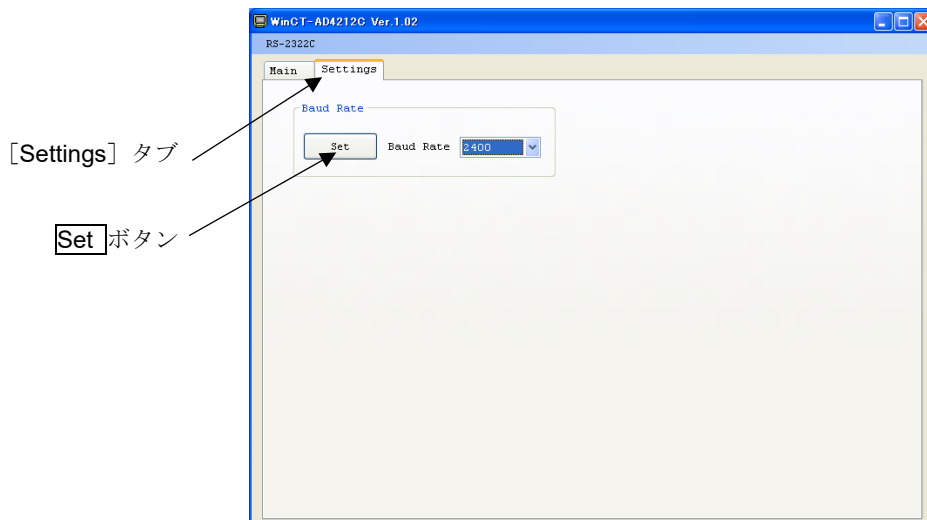 WinCT-AD4212C Ver.1.02
RS-2322C
Main Settings
Baud Rate
Set Baud Rate 2400
［Settings］タブ
Set ボタン